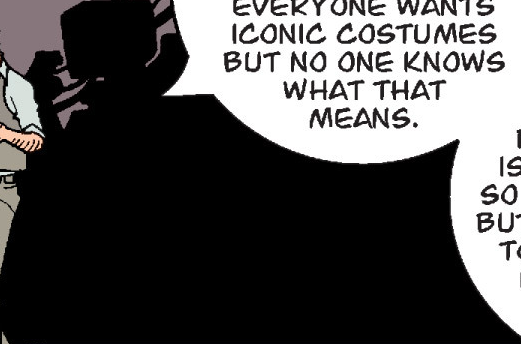 EVERYONE WANTS
ICONIC COSTUMES
BUT NO ONE KNOWS
WHAT THAT
MEANS.
IS
SO
BUT
TO